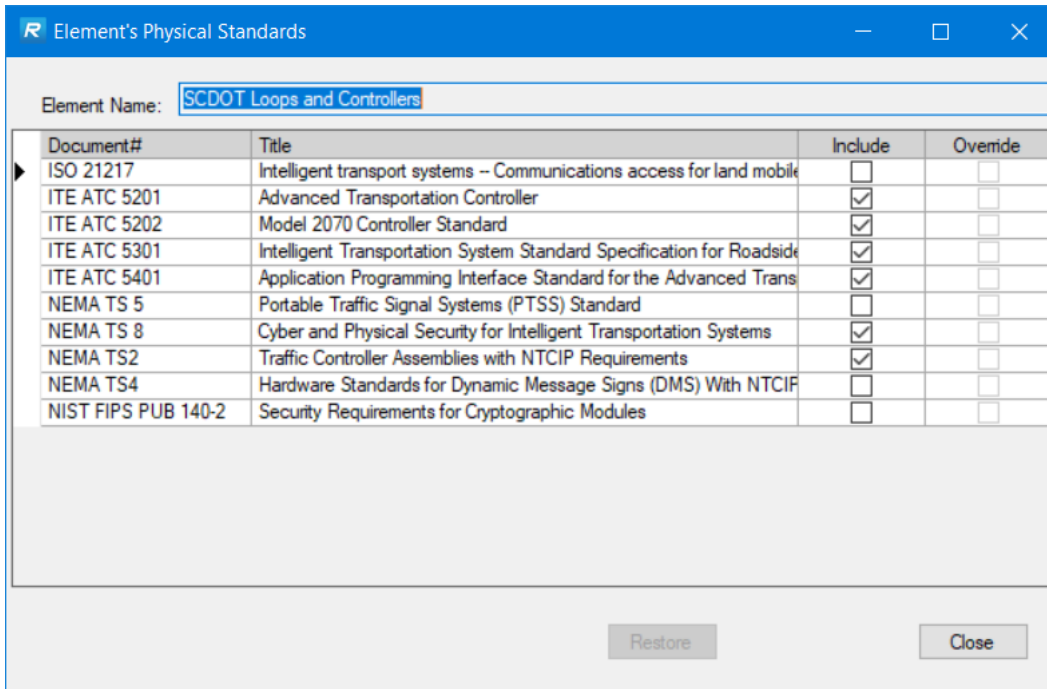 R Element's Physical Standards
Element Name: SCDOT Loops and Controllers
Document# Title Include Override
ISO 21217 Intelligent transport systems -- Communications access for land mobile
ITE ATC 5201 Advanced Transportation Controller
ITE ATC 5202 Model 2070 Controller Standard
ITE ATC 5301 Intelligent Transportation System Standard Specification for Roadside
ITE ATC 5401 Application Programming Interface Standard for the Advanced Trans
NEMA TS 5 Portable Traffic Signal Systems (PTSS) Standard
NEMA TS 8 Cyber and Physical Security for Intelligent Transportation Systems
NEMA TS2 Traffic Controller Assemblies with NTCIP Requirements
NEMA TS4 Hardware Standards for Dynamic Message Signs (DMS) With NTCIP
NIST FIPS PUB 140-2 Security Requirements for Cryptographic Modules
Restore Close